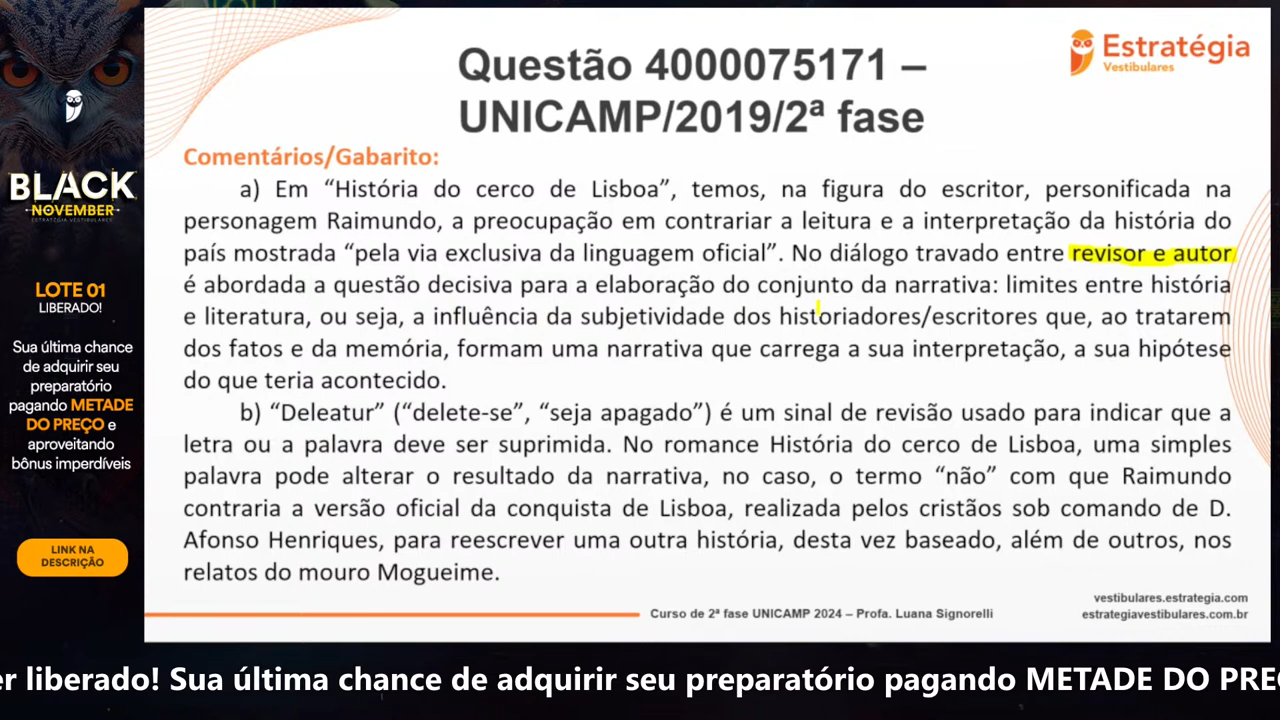 BLACK
NOVEMBER
ESTRATÉGIA VESTIBULARES
LOTE 01
LIBERADO!
Sua última chance
de adquirir seu
preparatório
pagando METADE
DO PREÇO e
aproveitando
bônus imperdíveis
LINK NA
DESCRIÇÃO
Estratégia
Vestibulares
Questão 4000075171 –
UNICAMP/2019/2ª fase
Comentários/Gabarito:
a) Em “História do cerco de Lisboa”, temos, na figura do escritor, personificada na
personagem Raimundo, a preocupação em contrariar a leitura e a interpretação da história do
país mostrada “pela via exclusiva da linguagem oficial”. No diálogo travado entre revisor e autor
é abordada a questão decisiva para a elaboração do conjunto da narrativa: limites entre história
e literatura, ou seja, a influência da subjetividade dos historiadores/escritores que, ao tratarem
dos fatos e da memória, formam uma narrativa que carrega a sua interpretação, a sua hipótese
do que teria acontecido.
b) “Deleatur” (“delete-se”, “seja apagado”) é um sinal de revisão usado para indicar que a
letra ou a palavra deve ser suprimida. No romance História do cerco de Lisboa, uma simples
palavra pode alterar o resultado da narrativa, no caso, o termo “não” com que Raimundo
contraria a versão oficial da conquista de Lisboa, realizada pelos cristãos sob comando de D.
Afonso Henriques, para reescrever uma outra história, desta vez baseado, além de outros, nos
relatos do mouro Mogueime.
Curso de 2ª fase UNICAMP 2024 – Profa. Luana Signorelli
vestibulares.estrategia.com
estrategiavestibulares.com.br
er liberado! Sua última chance de adquirir seu preparatório pagando METADE DO PREÇ